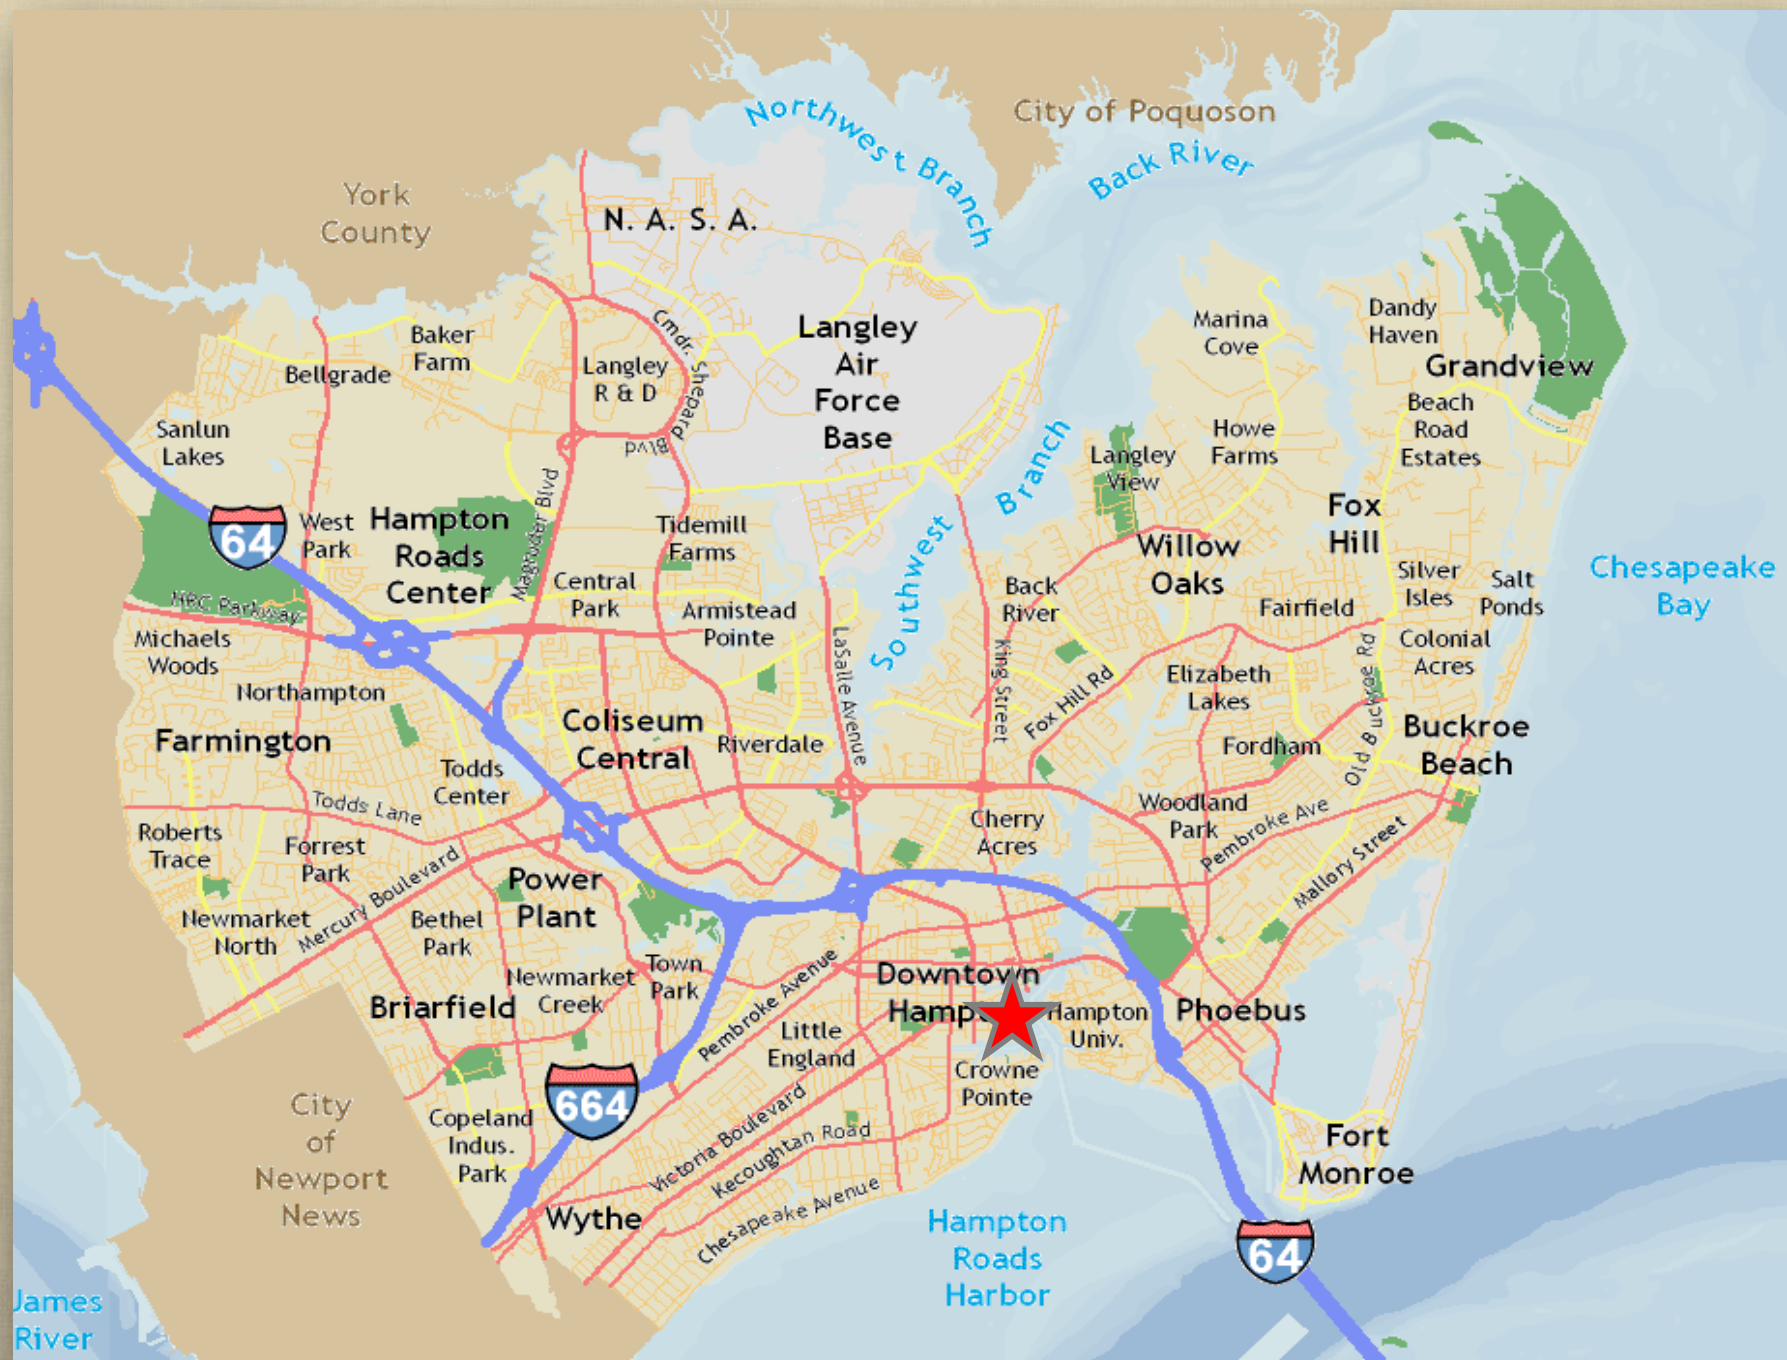 City of Poquoson
Northwest Branch
Back River
York
County
N. A. S. A.
Langley
Air
Force
Base
Cmdr. Shepard Blvd
Baker
Farm
Bellgrade
Langley
R & D
Marina
Cove
Dandy
Haven
Grandview
Sanlun
Lakes
Beach
Road
Estates
Howe
Farms
Langley
View
Southwest Branch
Fox
Hill
64
West
Park
Hampton
Roads
Center
Magruder Blvd
Tidemill
Farms
Willow
Oaks
Chesapeake
Bay
Silver
Isles
Salt
Ponds
Central
Park
Back
River
Fairfield
HRC Parkway
Armistead
Pointe
Michaels
Woods
Colonial
Acres
Northampton
Elizabeth
Lakes
Fox Hill Rd
King Street
LaSalle Avenue
Old Buckroe Rd
Farmington
Coliseum
Central
Riverdale
Fordham
Buckroe
Beach
Todds
Center
Todds Lane
Woodland
Park
Pembroke Ave
Cherry
Acres
Roberts
Trace
Forrest
Park
Mercury Boulevard
Mallory Street
Power
Plant
Newmarket
North
Bethel
Park
Newmarket
Creek
Town
Park
Pembroke Avenue
Downtown
Hamp
Hampton
Univ.
Phoebus
Briarfield
Little
England
Crowne
Pointe
664
City
of
Newport
News
Copeland
Indus.
Park
Victoria Boulevard
Kecoughtan Road
Chesapeake Avenue
Fort
Monroe
Wythe
Hampton
Roads
Harbor
64
James
River